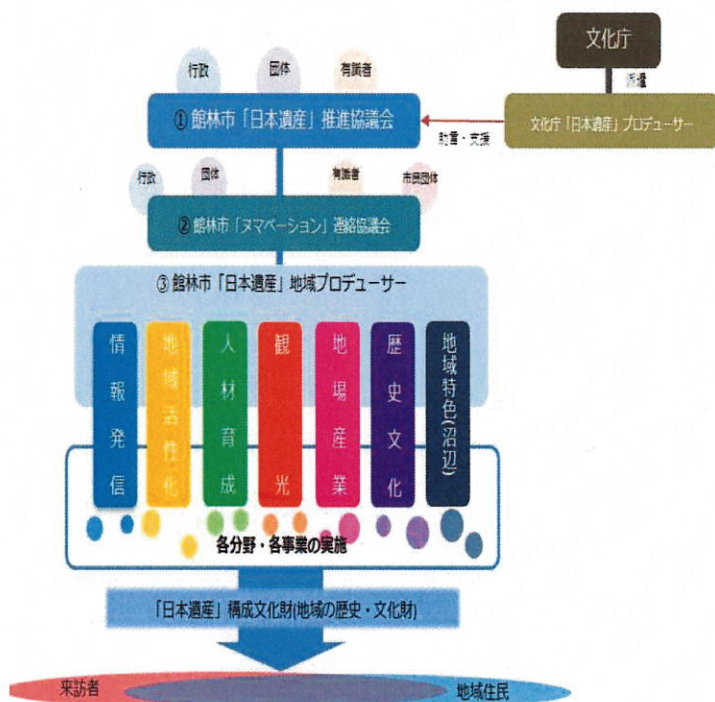 文化庁
派遣
文化庁「日本遺産」プロデューサー
助言・支援
行政
団体
有識者
①館林市「日本遺産」推進協議会
行政
団体
有識者
市民団体
②館林市「ヌマベーション」連絡協議会
③館林市「日本遺産」地域プロデューサー
情報発信
地域活性化
人材育成
観光
地場産業
歴史文化
地域特色(沼辺)
各分野・各事業の実施
「日本遺産」構成文化財(地域の歴史・文化財)
来訪者
地域住民